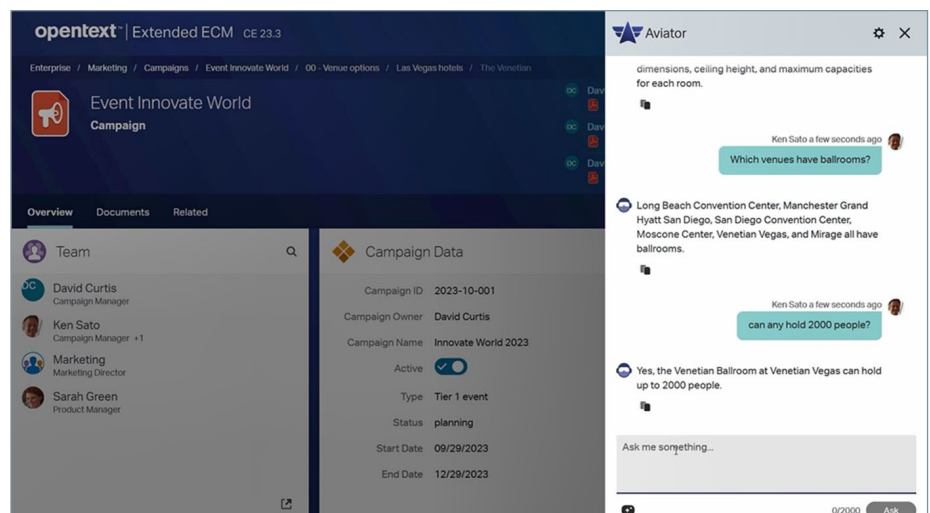 opentext™ | Extended ECM CE 23.3
Enterprise / Marketing / Campaigns / Event Innovate World / 00 - Venue options / Las Vegas hotels / The Venetian
Event Innovate World
Campaign
DC Dav
DC Dav
DC Dav
Overview Documents Related
Team
DC
David Curtis
Campaign Manager
Ken Sato
Campaign Manager +1
Marketing
Marketing Director
Sarah Green
Product Manager
Campaign Data
Campaign ID 2023-10-001
Campaign Owner David Curtis
Campaign Name Innovate World 2023
Active
Type Tier 1 event
Status planning
Start Date 09/29/2023
End Date 12/29/2023
Aviator
dimensions, ceiling height, and maximum capacities
for each room.
Ken Sato a few seconds ago
Which venues have ballrooms?
Long Beach Convention Center, Manchester Grand
Hyatt San Diego, San Diego Convention Center,
Moscone Center, Venetian Vegas, and Mirage all have
ballrooms.
Ken Sato a few seconds ago
can any hold 2000 people?
Yes, the Venetian Ballroom at Venetian Vegas can hold
up to 2000 people.
Ask me something...
0/2000 Ask